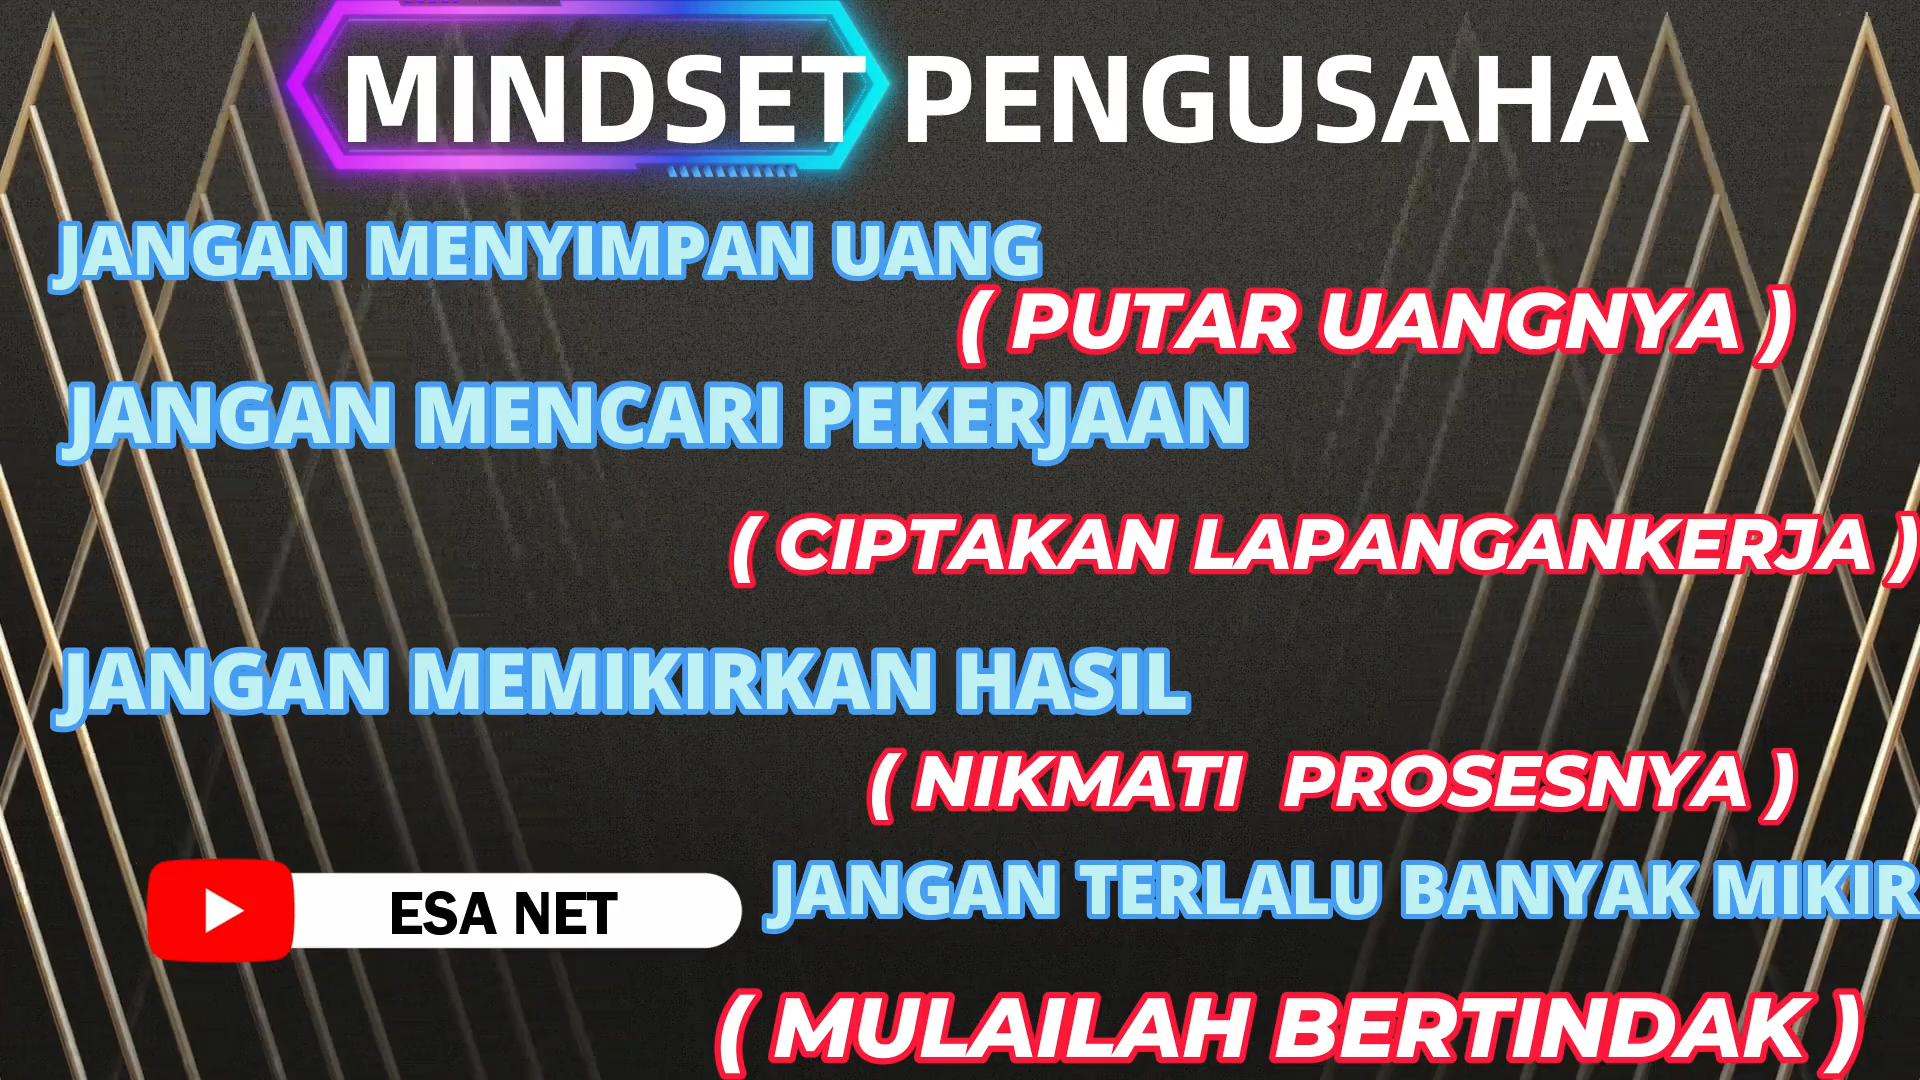 MINDSET PENGUSAHA
JANGAN MENYIMPAN UANG
( PUTAR UANGNYA )
JANGAN MENCARI PEKERJAAN
( CIPTAKAN LAPANGANKERJA )
JANGAN MEMIKIRKAN HASIL
( NIKMATI PROSESNYA )
JANGAN TERLALU BANYAK MIKIR
ESA NET
( MULAILAH BERTINDAK )